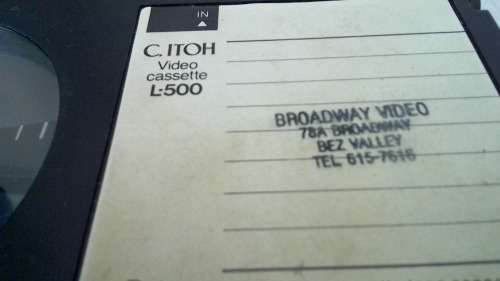 IN
C. ITOH
Video
cassette
L-500
BROADWAY VIDEO
78A BROADWAY
BEZ VALLEY
TEL 615-7616